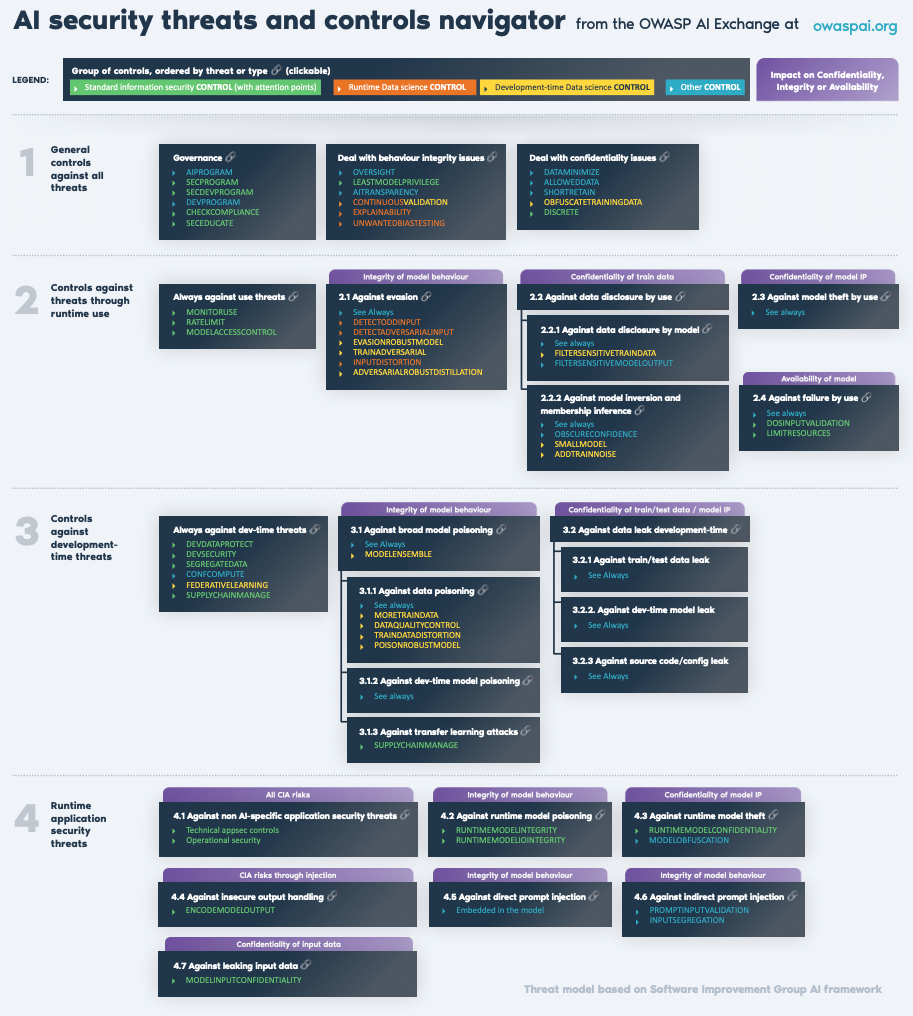 AI security threats and controls navigator from the OWASP AI Exchange at owaspai.org
LEGEND:
Group of controls, ordered by threat or type (clickable)
Standard information security CONTROL (with attention points)
Runtime Data science CONTROL
Development-time Data science CONTROL
Other CONTROL
Impact on Confidentiality,
Integrity or Availability
1
General
controls
against all
threats
Governance
AIPROGRAM
SECPROGRAM
SECDEVPROGRAM
DEVPROGRAM
CHECKCOMPLIANCE
SECEDUCATE
Deal with behaviour integrity issues
OVERSIGHT
LEASTMODELPRIVILEGE
AITRANSPARENCY
CONTINUOUSVALIDATION
EXPLAINABILITY
UNWANTEDBIASTESTING
Deal with confidentiality issues
DATAMINIMIZE
ALLOWEDDATA
SHORTRETAIN
OBFUSCATETRAININGDATA
DISCRETE
2
Controls against
threats through
runtime use
Always against use threats
MONITORUSE
RATELIMIT
MODELACCESSCONTROL
Integrity of model behaviour
2.1 Against evasion
See Always
DETECTODDINPUT
DETECTADVERSARIALINPUT
EVASIONROBUSTMODEL
TRAINADVERSARIAL
INPUTDISTORTION
ADVERSARIALROBUSTDISTILLATION
Confidentiality of train data
2.2 Against data disclosure by use
2.2.1 Against data disclosure by model
See always
FILTERSENSITIVETRAINDATA
FILTERSENSITIVEMODELOUTPUT
2.2.2 Against model inversion and
membership inference
See always
OBSCURECONFIDENCE
SMALLMODEL
ADDTRAINNOISE
Confidentiality of model IP
2.3 Against model theft by use
See always
Availability of model
2.4 Against failure by use
See always
DOSINPUTVALIDATION
LIMITRESOURCES
3
Controls
against
development-
time threats
Always against dev-time threats
DEVDATAPROTECT
DEVSECURITY
SEGREGATEDATA
CONFCOMPUTE
FEDERATIVELEARNING
SUPPLYCHAINMANAGE
Integrity of model behaviour
3.1 Against broad model poisoning
See Always
MODELENSEMBLE
3.1.1 Against data poisoning
See always
MORETRAINDATA
DATAQUALITYCONTROL
TRAINDATADISTORTION
POISONROBUSTMODEL
3.1.2 Against dev-time model poisoning
See always
3.1.3 Against transfer learning attacks
SUPPLYCHAINMANAGE
Confidentiality of train/test data / model IP
3.2 Against data leak development-time
3.2.1 Against train/test data leak
See Always
3.2.2. Against dev-time model leak
See Always
3.2.3 Against source code/config leak
See Always
4
Runtime
application
security
threats
All CIA risks
4.1 Against non AI-specific application security threats
Technical appsec controls
Operational security
Integrity of model behaviour
4.2 Against runtime model poisoning
RUNTIMEMODELINTEGRITY
RUNTIMEMODELIOINTEGRITY
Confidentiality of model IP
4.3 Against runtime model theft
RUNTIMEMODELCONFIDENTIALITY
MODELOBFUSCATION
CIA risks through injection
4.4 Against insecure output handling
ENCODEMODELOUTPUT
Integrity of model behaviour
4.5 Against direct prompt injection
Embedded in the model
Integrity of model behaviour
4.6 Against indirect prompt injection
PROMPTINPUTVALIDATION
INPUTSEGREGATION
Confidentiality of input data
4.7 Against leaking input data
MODELINPUTCONFIDENTIALITY
Threat model based on Software Improvement Group AI framework